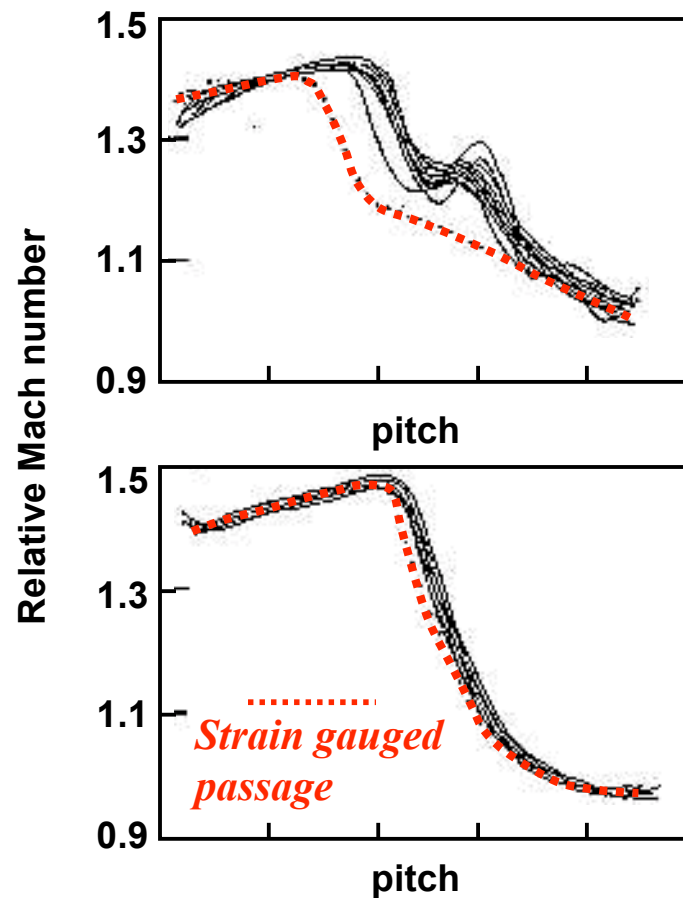 1.5
1.3
1.1
0.9
pitch
Relative Mach number
1.5
1.3
1.1
0.9
Strain gauged
passage
pitch